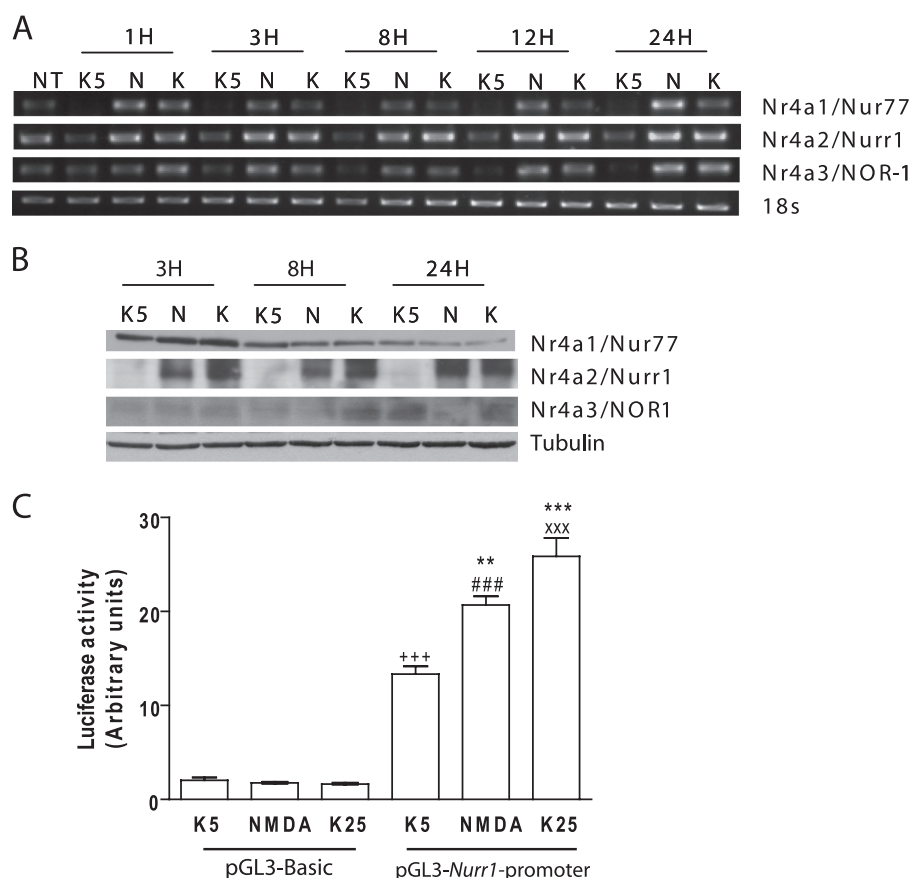 A
1H 3H 8H 12H 24H
NT K5 N K K5 N K K5 N K K5 N K K5 N K
Nr4a1/Nur77
Nr4a2/Nurr1
Nr4a3/NOR-1
18s
B
3H 8H 24H
K5 N K K5 N K K5 N K
Nr4a1/Nur77
Nr4a2/Nurr1
Nr4a3/NOR1
Tubulin
C
Luciferase activity
(Arbitrary units)
30
20
10
0
+++
**
###
***
xxx
K5 NMDA K25 K5 NMDA K25
pGL3-Basic pGL3-Nurr1-promoter